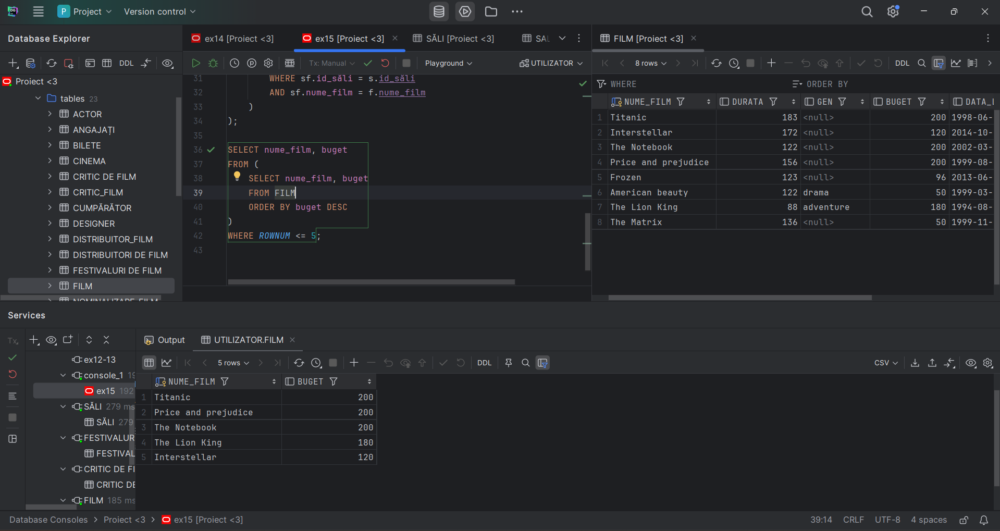 P Project Version control
Database Explorer
ex14 [Proiect <3]
ex15 [Proiect <3]
SĂLI [Proiect <3]
FILM [Proiect <3]
DDL
Tx: Manual
Playground
UTILIZATOR
8 rows
DDL
Proiect <3
tables 23
ACTOR
ANGAJAȚI
BILETE
CINEMA
CRITIC DE FILM
CRITIC_FILM
CUMPĂRĂTOR
DESIGNER
DISTRIBUITOR_FILM
DISTRIBUITORI DE FILM
FESTIVALURI DE FILM
FILM
NOMINALIZARE_FILM
31 WHERE sf.id_săli = s.id_săli
32 AND sf.nume_film = f.nume_film
33 )
34 );
35
36 SELECT nume_film, buget
37 FROM (
38 SELECT nume_film, buget
39 FROM FILM
40 ORDER BY buget DESC
41 )
42 WHERE ROWNUM <= 5;
43
WHERE ORDER BY
NUME_FILM DURATA GEN BUGET DATA_L
1 Titanic 183 <null> 200 1998-06-
2 Interstellar 172 <null> 120 2014-10-
3 The Notebook 122 <null> 200 2002-03-
4 Price and prejudice 156 <null> 200 1999-08-
5 Frozen 123 <null> 96 2013-06-
6 American beauty 122 drama 50 1999-03-
7 The Lion King 88 adventure 180 1994-08-
8 The Matrix 136 <null> 50 1999-11-
Services
Tx
ex12-13
console_1 19
ex15 192
SĂLI 279 ms
SĂLI 279
FESTIVALUR
FESTIVAL
CRITIC DE FI
CRITIC DE
FILM 185 ms
Output UTILIZATOR.FILM
5 rows DDL CSV
NUME_FILM BUGET
1 Titanic 200
2 Price and prejudice 200
3 The Notebook 200
4 The Lion King 180
5 Interstellar 120
Database Consoles > Proiect <3 > ex15 [Proiect <3]
39:14 CRLF UTF-8 4 spaces